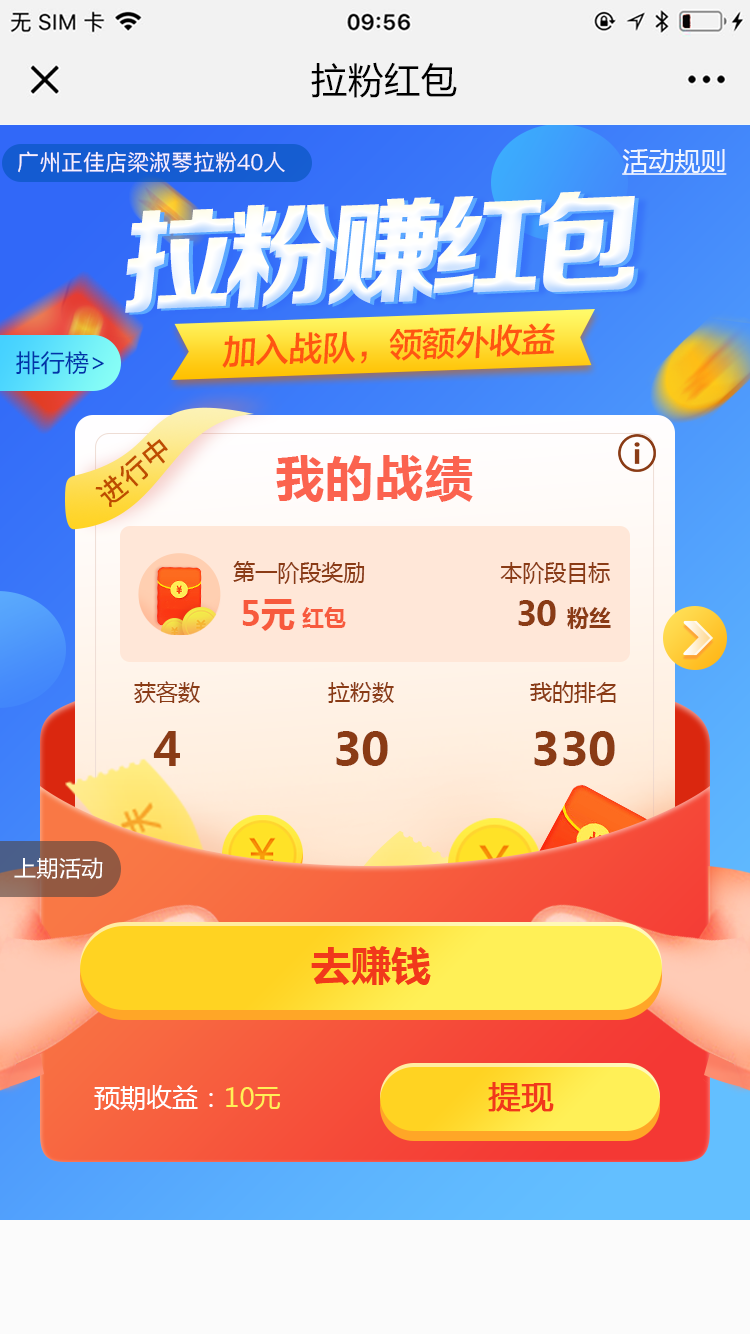 无 SIM 卡
09:56
拉粉红包
广州正佳店梁淑琴拉粉40人
活动规则
拉粉赚红包
加入战队，领额外收益
排行榜>
进行中
我的战绩
第一阶段奖励
本阶段目标
5元 红包
30 粉丝
获客数
拉粉数
我的排名
4
30
330
上期活动
去赚钱
预期收益：10元
提现